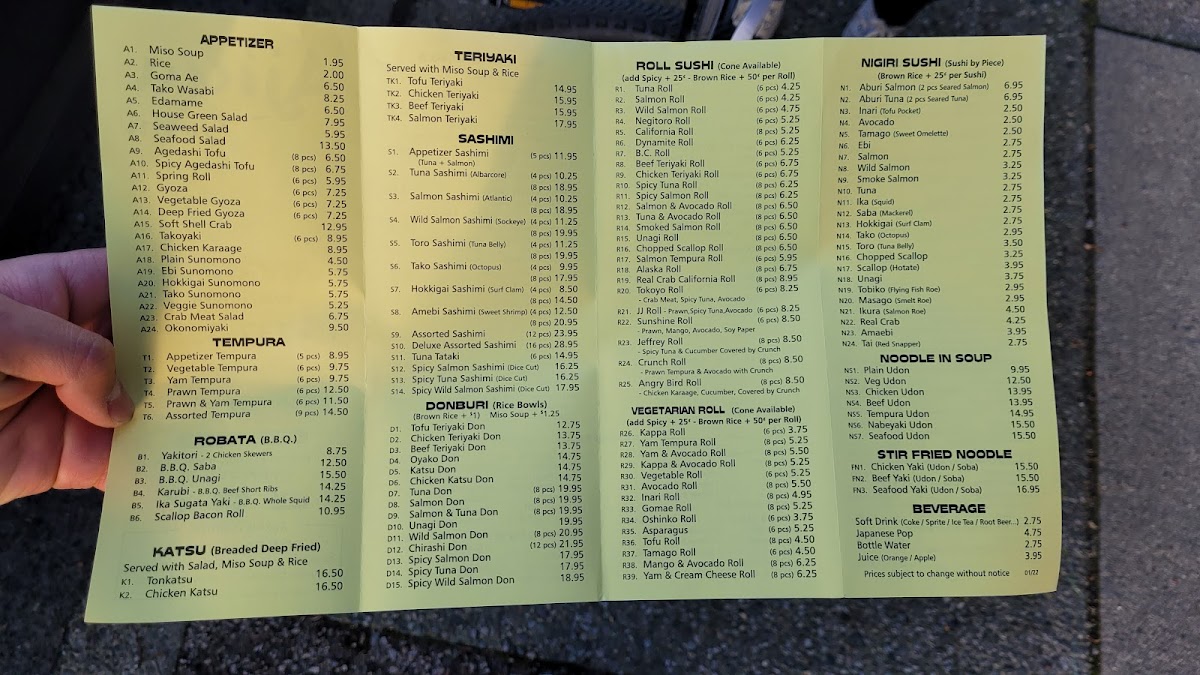 APPETIZER
A1. Miso Soup 1.95
A2. Rice 2.00
A3. Goma Ae 6.50
A4. Tako Wasabi 8.25
A5. Edamame 6.50
A6. House Green Salad 7.95
A7. Seaweed Salad 5.95
A8. Seafood Salad 13.50
A9. Agedashi Tofu (8 pcs) 6.50
A10. Spicy Agedashi Tofu (8 pcs) 6.75
A11. Spring Roll (6 pcs) 5.95
A12. Gyoza (6 pcs) 7.25
A13. Vegetable Gyoza (6 pcs) 7.25
A14. Deep Fried Gyoza (6 pcs) 7.25
A15. Soft Shell Crab 12.95
A16. Takoyaki (6 pcs) 8.95
A17. Chicken Karaage 8.95
A18. Plain Sunomono 4.50
A19. Ebi Sunomono 5.75
A20. Hokkigai Sunomono 5.75
A21. Tako Sunomono 5.75
A22. Veggie Sunomono 5.25
A23. Crab Meat Salad 6.75
A24. Okonomiyaki 9.50
TEMPURA
T1. Appetizer Tempura (5 pcs) 8.95
T2. Vegetable Tempura (6 pcs) 9.75
T3. Yam Tempura (6 pcs) 9.75
T4. Prawn Tempura (6 pcs) 12.50
T5. Prawn & Yam Tempura (6 pcs) 11.50
T6. Assorted Tempura (9 pcs) 14.50
ROBATA (B.B.Q.)
B1. Yakitori - 2 Chicken Skewers 8.75
B2. B.B.Q. Saba 12.50
B3. B.B.Q. Unagi 15.50
B4. Karubi - B.B.Q. Beef Short Ribs 14.25
B5. Ika Sugata Yaki - B.B.Q. Whole Squid 14.25
B6. Scallop Bacon Roll 10.95
KATSU (Breaded Deep Fried)
Served with Salad, Miso Soup & Rice
K1. Tonkatsu 16.50
K2. Chicken Katsu 16.50
TERIYAKI
Served with Miso Soup & Rice
TK1. Tofu Teriyaki 14.95
TK2. Chicken Teriyaki 15.95
TK3. Beef Teriyaki 15.95
TK4. Salmon Teriyaki 17.95
SASHIMI
S1. Appetizer Sashimi (5 pcs) 11.95
(Tuna + Salmon)
S2. Tuna Sashimi (Albarcore) (4 pcs) 10.25
(8 pcs) 18.95
S3. Salmon Sashimi (Atlantic) (4 pcs) 10.25
(8 pcs) 18.95
S4. Wild Salmon Sashimi (Sockeye) (4 pcs) 11.25
(8 pcs) 19.95
S5. Toro Sashimi (Tuna Belly) (4 pcs) 11.25
(8 pcs) 19.95
S6. Tako Sashimi (Octopus) (4 pcs) 9.95
(8 pcs) 17.95
S7. Hokkigai Sashimi (Surf Clam) (4 pcs) 8.50
(8 pcs) 14.50
S8. Amebi Sashimi (Sweet Shrimp) (4 pcs) 12.50
(8 pcs) 20.95
S9. Assorted Sashimi (12 pcs) 23.95
S10. Deluxe Assorted Sashimi (16 pcs) 28.95
S11. Tuna Tataki (6 pcs) 14.95
S12. Spicy Salmon Sashimi (Dice Cut) 16.25
S13. Spicy Tuna Sashimi (Dice Cut) 16.25
S14. Spicy Wild Salmon Sashimi (Dice Cut) 17.95
DONBURI (Rice Bowls)
(Brown Rice + $1) Miso Soup + $1.25
D1. Tofu Teriyaki Don 12.75
D2. Chicken Teriyaki Don 13.75
D3. Beef Teriyaki Don 13.75
D4. Oyako Don 14.75
D5. Katsu Don 14.75
D6. Chicken Katsu Don 14.75
D7. Tuna Don (8 pcs) 19.95
D8. Salmon Don (8 pcs) 19.95
D9. Salmon & Tuna Don (8 pcs) 19.95
D10. Unagi Don 19.95
D11. Wild Salmon Don (8 pcs) 20.95
D12. Chirashi Don (12 pcs) 21.95
D13. Spicy Salmon Don 17.95
D14. Spicy Tuna Don 17.95
D15. Spicy Wild Salmon Don 18.95
ROLL SUSHI (Cone Available)
(add Spicy + 25¢ - Brown Rice + 50¢ per Roll)
R1. Tuna Roll (6 pcs) 4.25
R2. Salmon Roll (6 pcs) 4.25
R3. Wild Salmon Roll (6 pcs) 4.75
R4. Negitoro Roll (6 pcs) 5.25
R5. California Roll (8 pcs) 5.25
R6. Dynamite Roll (6 pcs) 6.25
R7. B.C. Roll (8 pcs) 5.25
R8. Beef Teriyaki Roll (8 pcs) 6.75
R9. Chicken Teriyaki Roll (6 pcs) 6.75
R10. Spicy Tuna Roll (6 pcs) 6.25
R11. Spicy Salmon Roll (6 pcs) 6.25
R12. Salmon & Avocado Roll (8 pcs) 6.50
R13. Tuna & Avocado Roll (8 pcs) 6.50
R14. Smoked Salmon Roll (8 pcs) 6.50
R15. Unagi Roll (8 pcs) 6.50
R16. Chopped Scallop Roll (8 pcs) 6.50
R17. Salmon Tempura Roll (6 pcs) 5.95
R18. Alaska Roll (8 pcs) 6.75
R19. Real Crab California Roll (8 pcs) 8.95
R20. Tokoyo Roll (6 pcs) 8.25
- Crab Meat, Spicy Tuna, Avocado
R21. JJ Roll - Prawn,Spicy Tuna,Avocado (6 pcs) 8.25
R22. Sunshine Roll (6 pcs) 8.50
- Prawn, Mango, Avocado, Soy Paper
R23. Jeffrey Roll (8 pcs) 8.50
- Spicy Tuna & Cucumber Covered by Crunch
R24. Crunch Roll (8 pcs) 8.50
- Prawn Tempura & Avocado with Crunch
R25. Angry Bird Roll (8 pcs) 8.50
- Chicken Karaage, Cucumber, Covered by Crunch
VEGETARIAN ROLL (Cone Available)
(add Spicy + 25¢ - Brown Rice + 50¢ per Roll)
R26. Kappa Roll (6 pcs) 3.75
R27. Yam Tempura Roll (8 pcs) 5.25
R28. Yam & Avocado Roll (8 pcs) 5.50
R29. Kappa & Avocado Roll (8 pcs) 5.25
R30. Vegetable Roll (8 pcs) 5.25
R31. Avocado Roll (8 pcs) 5.50
R32. Inari Roll (8 pcs) 4.95
R33. Gomae Roll (8 pcs) 5.25
R34. Oshinko Roll (6 pcs) 3.75
R35. Asparagus (8 pcs) 5.25
R36. Tofu Roll (8 pcs) 4.50
R37. Tamago Roll (6 pcs) 4.50
R38. Mango & Avocado Roll (8 pcs) 6.25
R39. Yam & Cream Cheese Roll (8 pcs) 6.25
NIGIRI SUSHI (Sushi by Piece)
(Brown Rice + 25¢ per Sushi)
N1. Aburi Salmon (2 pcs Seared Salmon) 6.95
N2. Aburi Tuna (2 pcs Seared Tuna) 6.95
N3. Inari (Tofu Pocket) 2.50
N4. Avocado 2.50
N5. Tamago (Sweet Omelette) 2.50
N6. Ebi 2.75
N7. Salmon 2.75
N8. Wild Salmon 3.25
N9. Smoke Salmon 3.25
N10. Tuna 2.75
N11. Ika (Squid) 2.75
N12. Saba (Mackerel) 2.75
N13. Hokkigai (Surf Clam) 2.75
N14. Tako (Octopus) 2.95
N15. Toro (Tuna Belly) 3.50
N16. Chopped Scallop 3.25
N17. Scallop (Hotate) 3.95
N18. Unagi 3.75
N19. Tobiko (Flying Fish Roe) 2.95
N20. Masago (Smelt Roe) 2.95
N21. Ikura (Salmon Roe) 4.50
N22. Real Crab 4.25
N23. Amaebi 3.95
N24. Tai (Red Snapper) 2.75
NOODLE IN SOUP
NS1. Plain Udon 9.95
NS2. Veg Udon 12.50
NS3. Chicken Udon 13.95
NS4. Beef Udon 13.95
NS5. Tempura Udon 14.95
NS6. Nabeyaki Udon 15.50
NS7. Seafood Udon 15.50
STIR FRIED NOODLE
FN1. Chicken Yaki (Udon / Soba) 15.50
FN2. Beef Yaki (Udon / Soba) 15.50
FN3. Seafood Yaki (Udon / Soba) 16.95
BEVERAGE
Soft Drink (Coke / Sprite / Ice Tea / Root Beer...) 2.75
Japanese Pop 4.75
Bottle Water 2.75
Juice (Orange / Apple) 3.95
Prices subject to change without notice 01/22